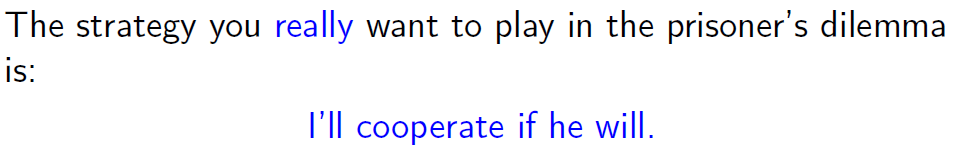 The strategy you really want to play in the prisoner's dilemma
is:
I'll cooperate if he will.